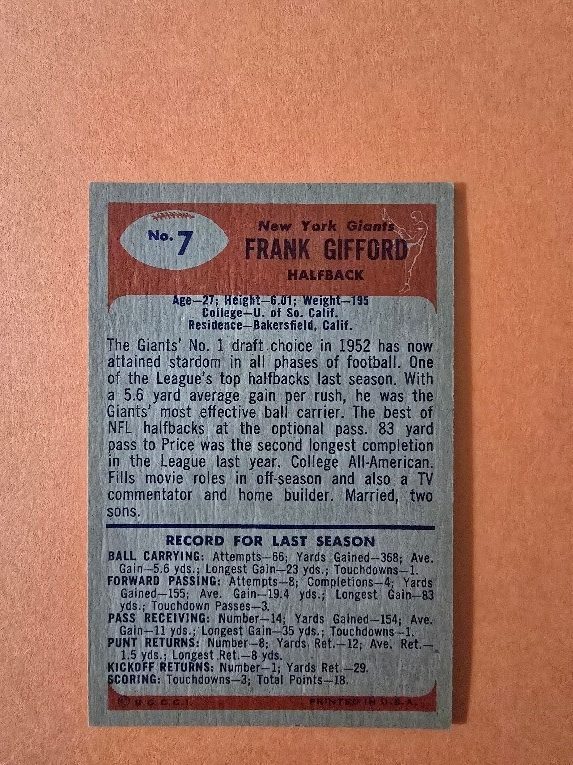 No. 7
New York Giants
FRANK GIFFORD
HALFBACK
Age—27; Height—6.01; Weight—195
College—U. of So. Calif.
Residence—Bakersfield, Calif.
The Giants' No. 1 draft choice in 1952 has now
attained stardom in all phases of football. One
of the League's top halfbacks last season. With
a 5.6 yard average gain per rush, he was the
Giants' most effective ball carrier. The best of
NFL halfbacks at the optional pass. 83 yard
pass to Price was the second longest completion
in the League last year. College All-American.
Fills movie roles in off-season and also a TV
commentator and home builder. Married, two
sons.
RECORD FOR LAST SEASON
BALL CARRYING: Attempts—66; Yards Gained—368; Ave.
Gain—5.6 yds.; Longest Gain—23 yds.; Touchdowns—1.
FORWARD PASSING: Attempts—8; Completions—4; Yards
Gained—155; Ave. Gain—19.4 yds.; Longest Gain—83
yds.; Touchdown Passes—3.
PASS RECEIVING: Number—14; Yards Gained—154; Ave.
Gain—11 yds.; Longest Gain—35 yds.; Touchdowns—1.
PUNT RETURNS: Number—8; Yards Ret.—12; Ave. Ret.—
1.5 yds.; Longest Ret.—8 yds.
KICKOFF RETURNS: Number—1; Yards Ret.—29.
SCORING: Touchdowns—3; Total Points—18.
© B.G.C.C.I. PRINTED IN U.S.A.